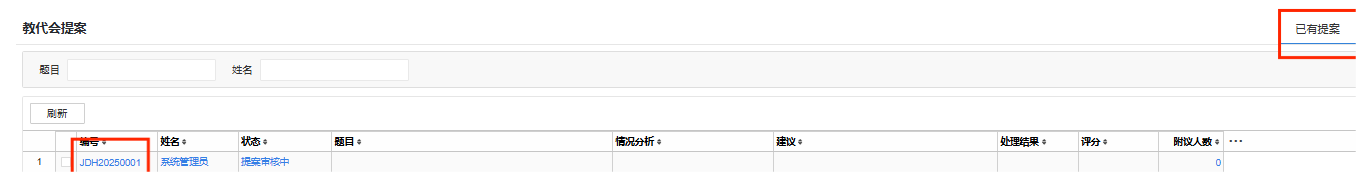 教代会提案 已有提案
题目 姓名
刷新
编号 姓名 状态 题目 情况分析 建议 处理结果 评分 附议人数 ...
1 JDH20250001 系统管理员 提案审核中 0